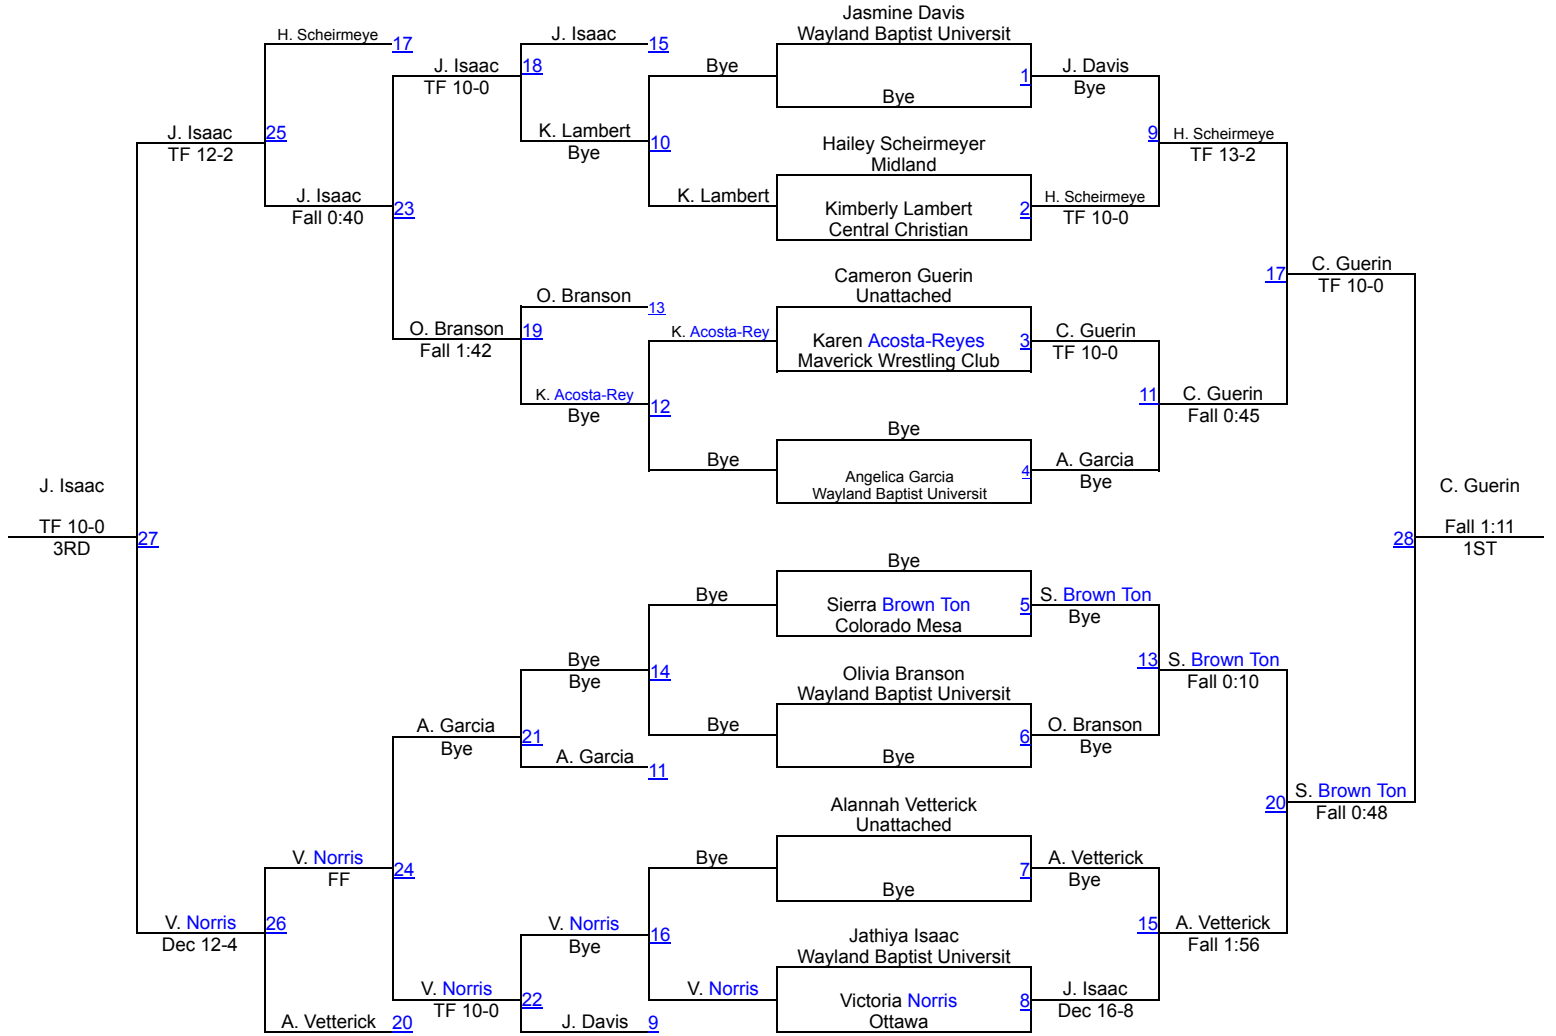 Jasmine Davis
Wayland Baptist Universit
H. Scheirmeye 17
J. Isaac 15
J. Isaac 18
TF 10-0
Bye
Bye
1
J. Davis
Bye
J. Isaac 25
TF 12-2
K. Lambert 10
Bye
Hailey Scheirmeyer
Midland
9 H. Scheirmeye
TF 13-2
J. Isaac 23
Fall 0:40
K. Lambert
Kimberly Lambert
Central Christian
2
H. Scheirmeye
TF 10-0
Cameron Guerin
Unattached
17
C. Guerin
TF 10-0
O. Branson 13
O. Branson 19
Fall 1:42
K. Acosta-Rey
Karen Acosta-Reyes
Maverick Wrestling Club
3
C. Guerin
TF 10-0
K. Acosta-Rey 12
Bye
11 C. Guerin
Fall 0:45
Bye
Bye
Angelica Garcia
Wayland Baptist Universit
4
A. Garcia
Bye
J. Isaac
TF 10-0
3RD
27
C. Guerin
28
Fall 1:11
1ST
Bye
Bye
Sierra Brown Ton
Colorado Mesa
5
S. Brown Ton
Bye
Bye
Bye
14
Olivia Branson
Wayland Baptist Universit
13 S. Brown Ton
Fall 0:10
A. Garcia 21
Bye
A. Garcia 11
Bye
Bye
6
O. Branson
Bye
Alannah Vetterick
Unattached
20
S. Brown Ton
Fall 0:48
V. Norris 24
FF
Bye
Bye
7
A. Vetterick
Bye
V. Norris 26
Dec 12-4
V. Norris 16
Bye
Jathiya Isaac
Wayland Baptist Universit
15 A. Vetterick
Fall 1:56
V. Norris 22
TF 10-0
V. Norris
Victoria Norris
Ottawa
8
J. Isaac
Dec 16-8
A. Vetterick 20
J. Davis 9